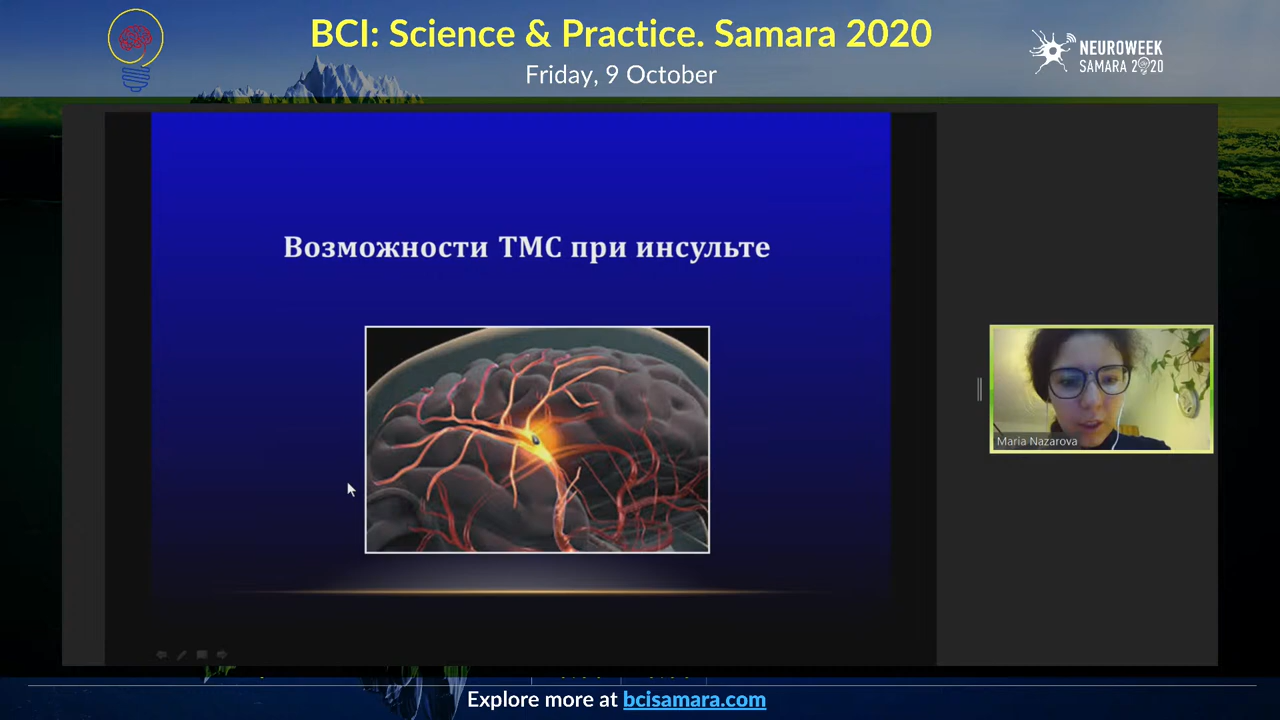 BCI: Science & Practice. Samara 2020
Friday, 9 October
NEUROWEEK
SAMARA 2020
Возможности ТМС при инсульте
Maria Nazarova
Explore more at bcisamara.com